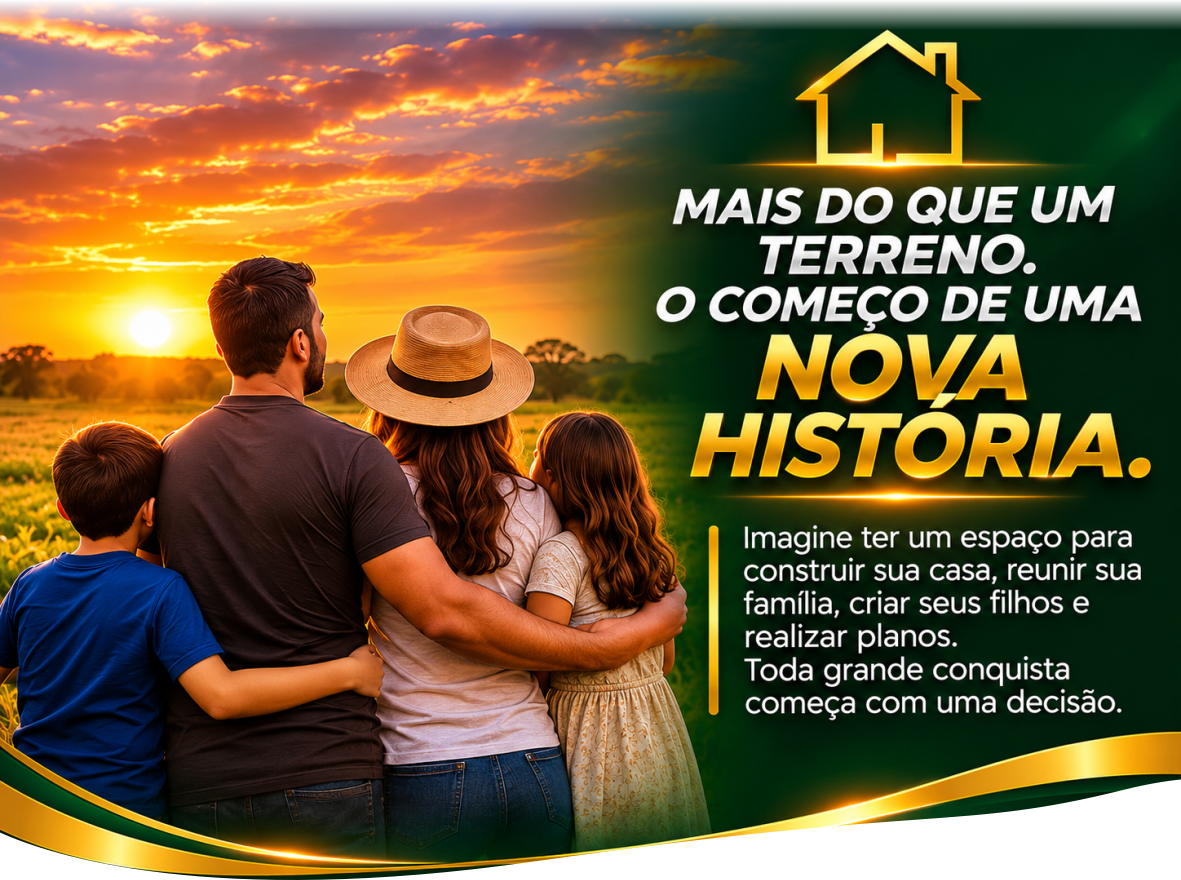 MAIS DO QUE UM
TERRENO.
O COMEÇO DE UMA
NOVA
HISTÓRIA.
Imagine ter um espaço para
construir sua casa, reunir sua
família, criar seus filhos e
realizar planos.
Toda grande conquista
começa com uma decisão.